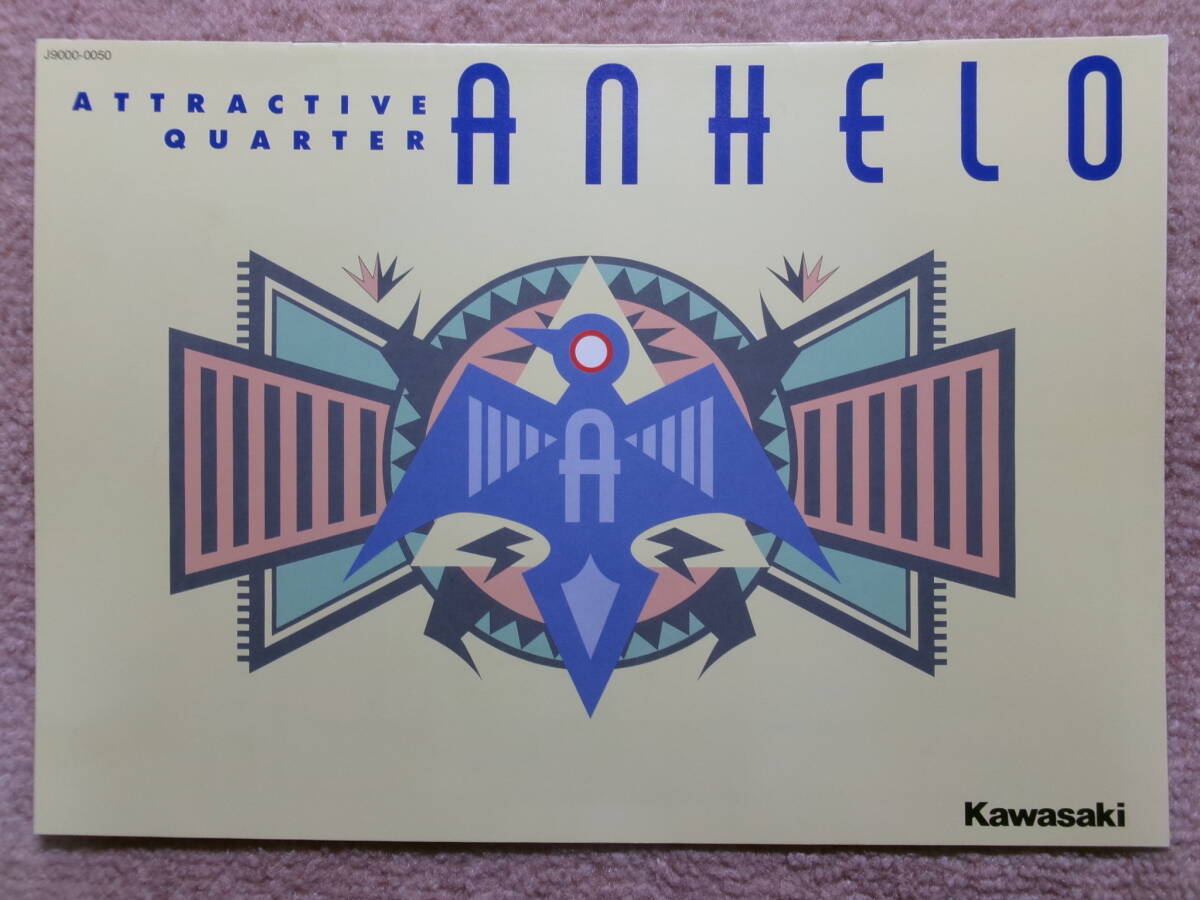 J9000-0050
ATTRACTIVE
QUARTER
ANHELO
A
Kawasaki